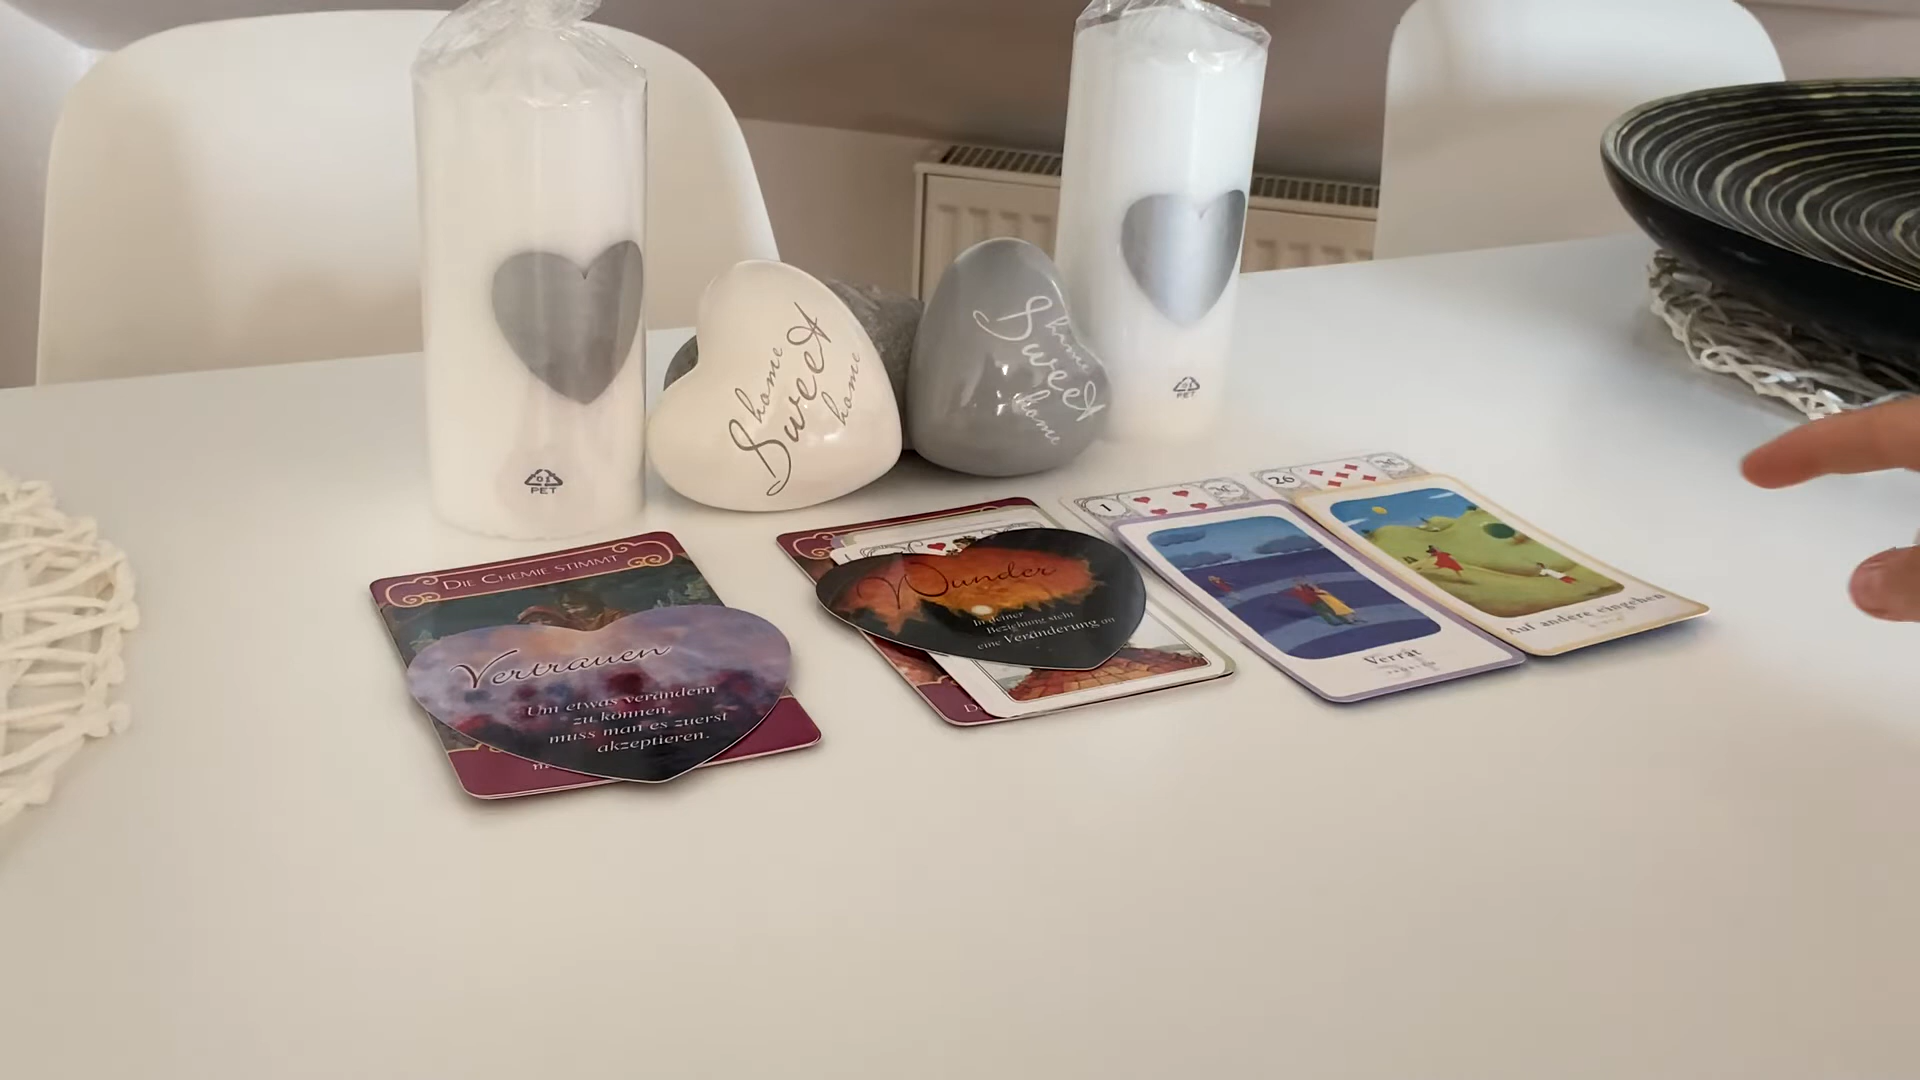 01
PET
home
Sweet
home
home
Sweet
home
PET
DIE CHEMIE STIMMT
Vertrauen
Um etwas verändern
zu können,
muss man es zuerst
akzeptieren.
Wunder
In deiner
Beziehung steht
eine Veränderung an
1
26
Verrat
Auf andere eingehen